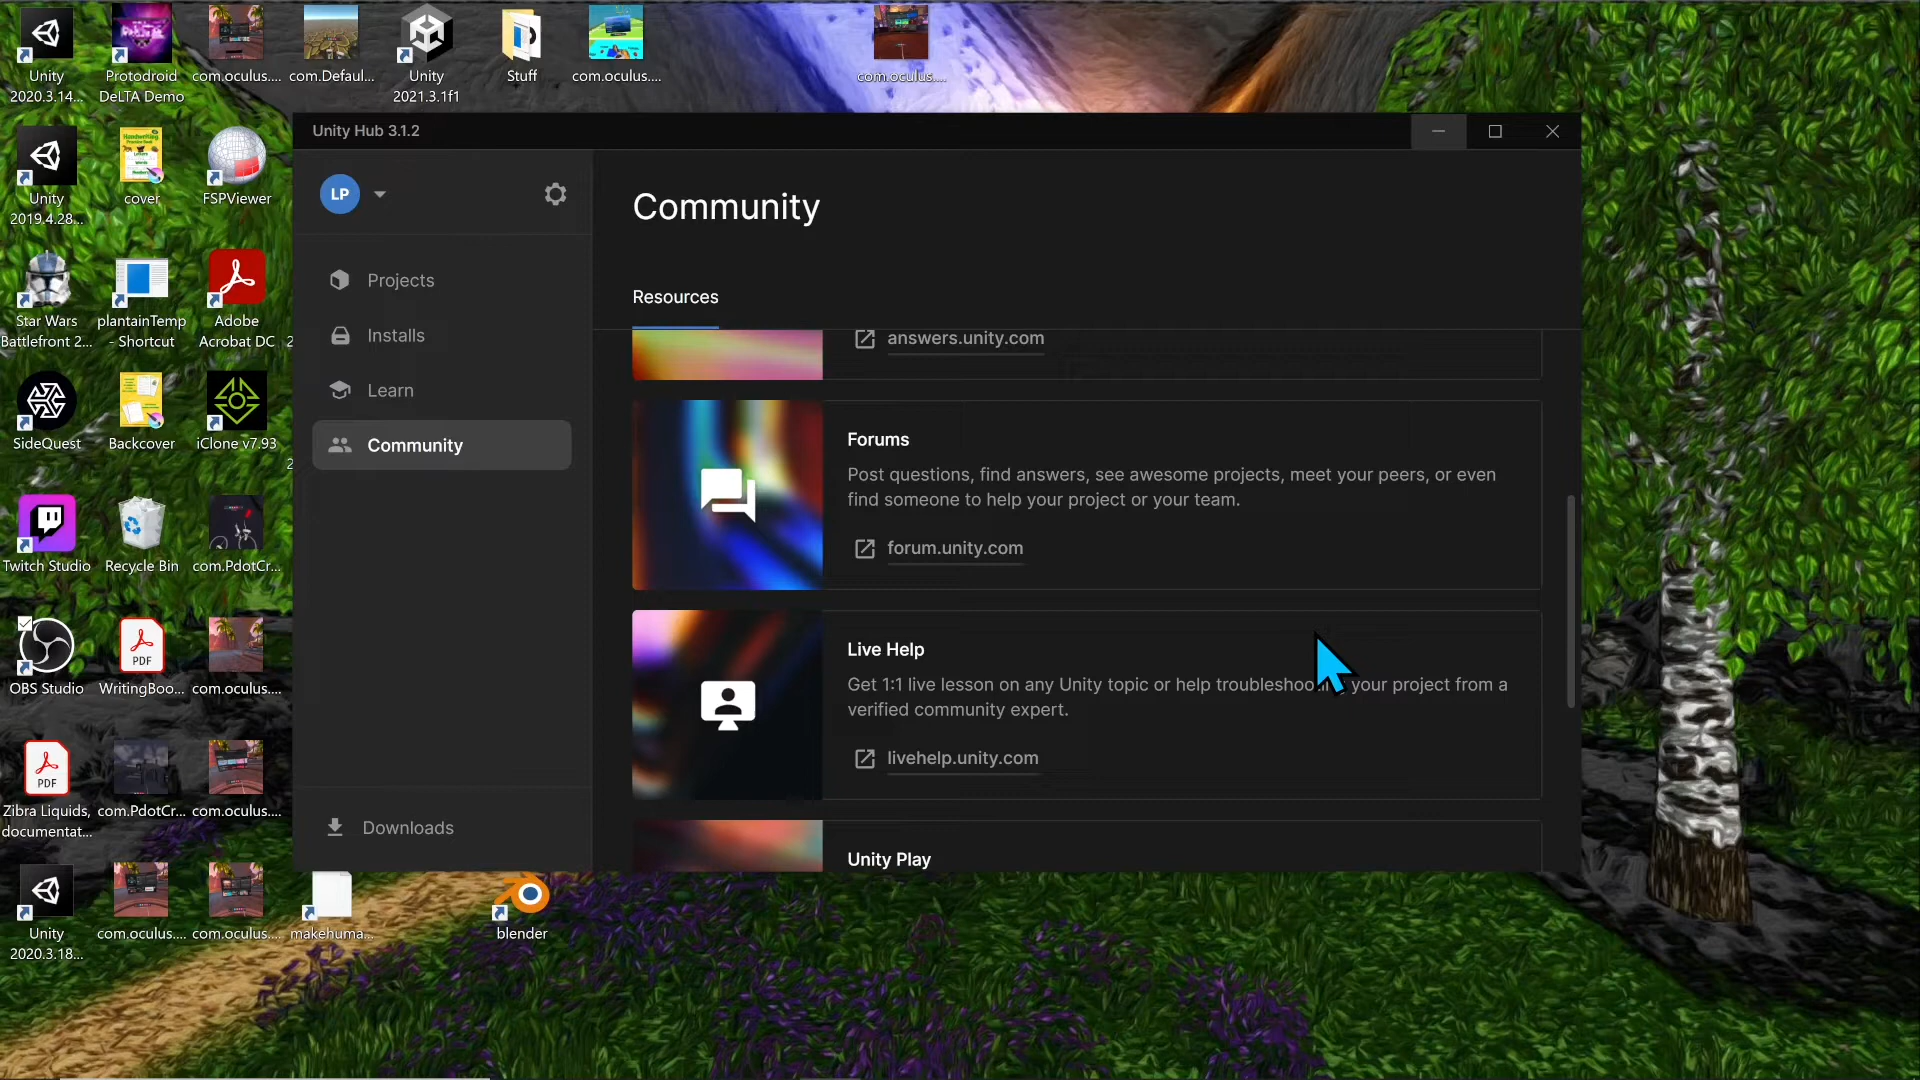 Unity
2020.3.14...
Protodroid
DeLTA Demo
com.oculus....
com.Defaul...
Unity
2021.3.1f1
Stuff
com.oculus....
com.oculus....
Unity
2019.4.28...
cover
FSPViewer
Star Wars
Battlefront 2...
plantainTemp
- Shortcut
Adobe
Acrobat DC
2
SideQuest
Backcover
iClone v7.93
2
Twitch Studio
Recycle Bin
com.PdotCr...
OBS Studio
PDF
WritingBoo...
com.oculus....
PDF
Zibra Liquids,
documentat...
com.PdotCr...
com.oculus....
Unity
2020.3.18...
com.oculus....
com.oculus....
makehuma...
blender
Unity Hub 3.1.2
LP
Projects
Installs
Learn
Community
Downloads
Community
Resources
answers.unity.com
Forums
Post questions, find answers, see awesome projects, meet your peers, or even
find someone to help your project or your team.
forum.unity.com
Live Help
Get 1:1 live lesson on any Unity topic or help your project from a
verified community expert.
livehelp.unity.com
Unity Play